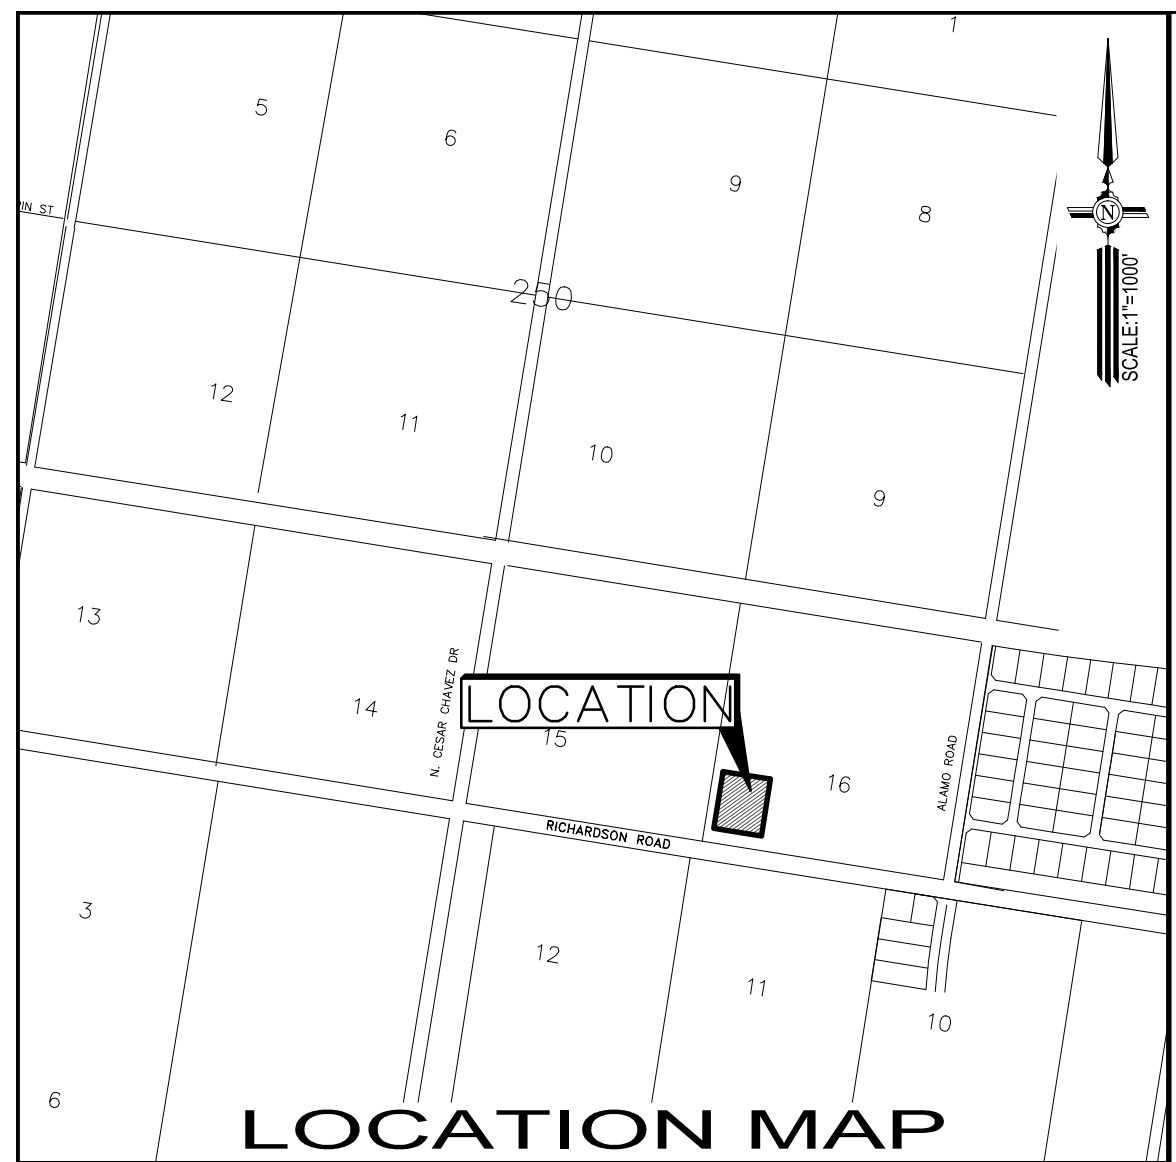 1
5
6
9
8
N
SCALE:1"=1000'
IN ST
250
12
11
10
9
13
14
N. CESAR CHAVEZ DR
LOCATION
15
16
ALAMO ROAD
RICHARDSON ROAD
3
12
11
10
6
LOCATION MAP